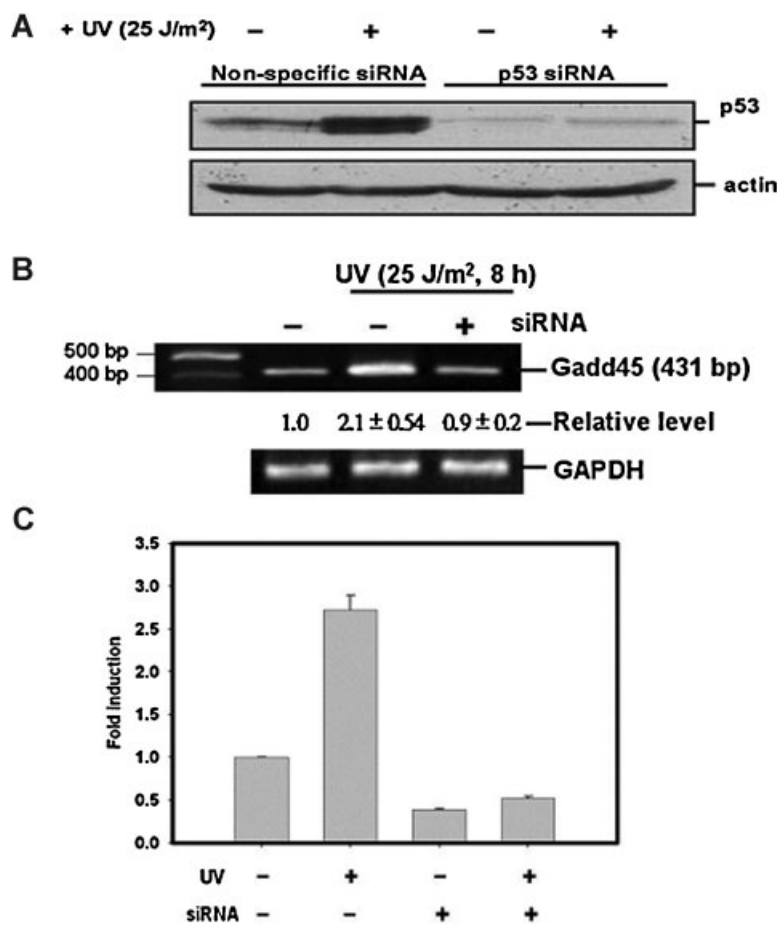 A
+ UV (25 J/m²) − + − +
Non-specific siRNA p53 siRNA
p53
actin
B
UV (25 J/m², 8 h)
− − + siRNA
500 bp
400 bp
Gadd45 (431 bp)
1.0 2.1 ± 0.54 0.9 ± 0.2 Relative level
GAPDH
C
3.5
3.0
2.5
2.0
1.5
1.0
0.5
0.0
Fold induction
UV − + − +
siRNA − − + +